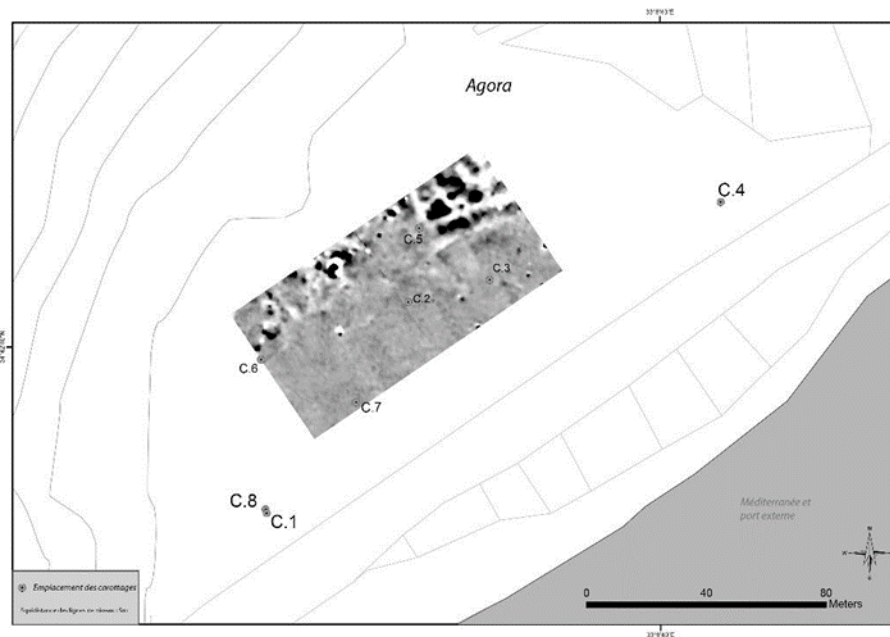 Agora
C.4
C.5
C.3
C.2
C.6
C.7
C.8
C.1
Méditerranée et
port externe
Emplacement des carottages
0 40 80
Meters